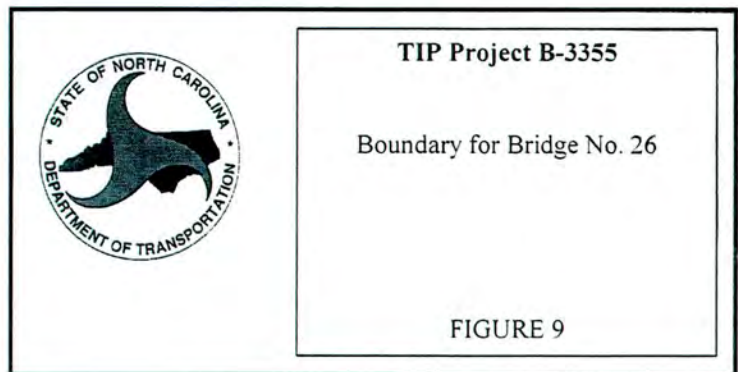 STATE OF NORTH CAROLINA
DEPARTMENT OF TRANSPORTATION
TIP Project B-3355
Boundary for Bridge No. 26
FIGURE 9